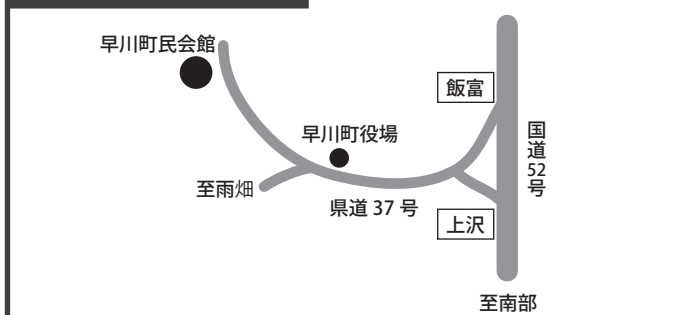 早川町民会館
飯富
早川町役場
国道52号
至雨畑
県道 37 号
上沢
至南部